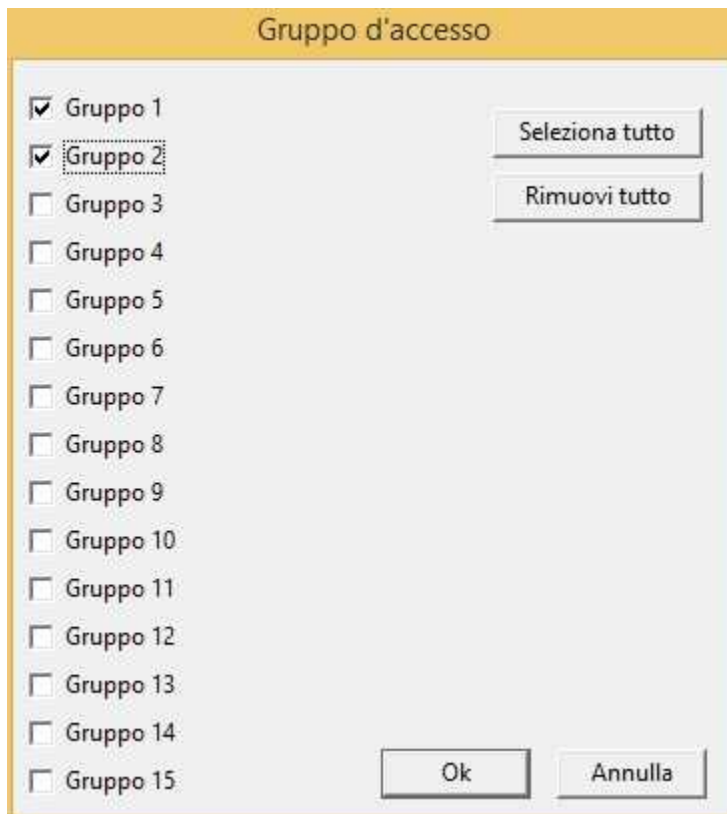 Gruppo d'accesso
Gruppo 1
Gruppo 2
Gruppo 3
Gruppo 4
Gruppo 5
Gruppo 6
Gruppo 7
Gruppo 8
Gruppo 9
Gruppo 10
Gruppo 11
Gruppo 12
Gruppo 13
Gruppo 14
Gruppo 15
Seleziona tutto
Rimuovi tutto
Ok
Annulla